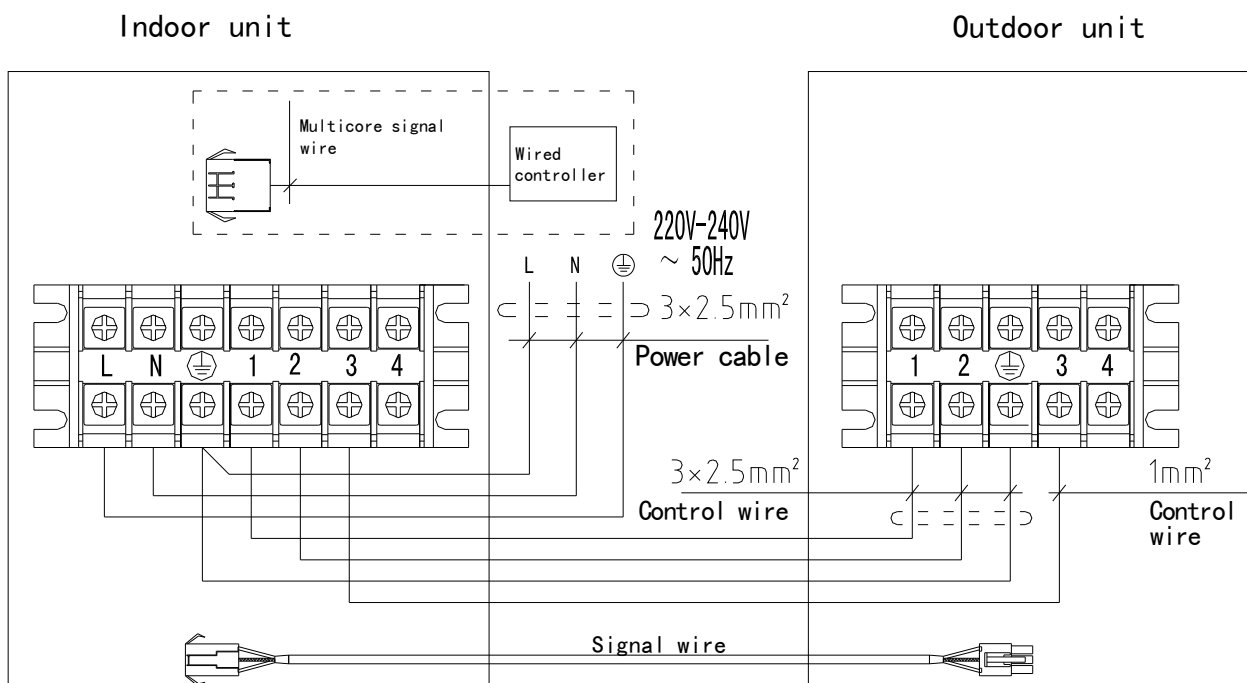 Indoor unit
Outdoor unit
Multicore signal
wire
Wired
controller
220V-240V
~ 50Hz
L N
3×2.5mm²
Power cable
L N 1 2 3 4
1 2 3 4
3×2.5mm²
Control wire
1mm²
Control
wire
Signal wire